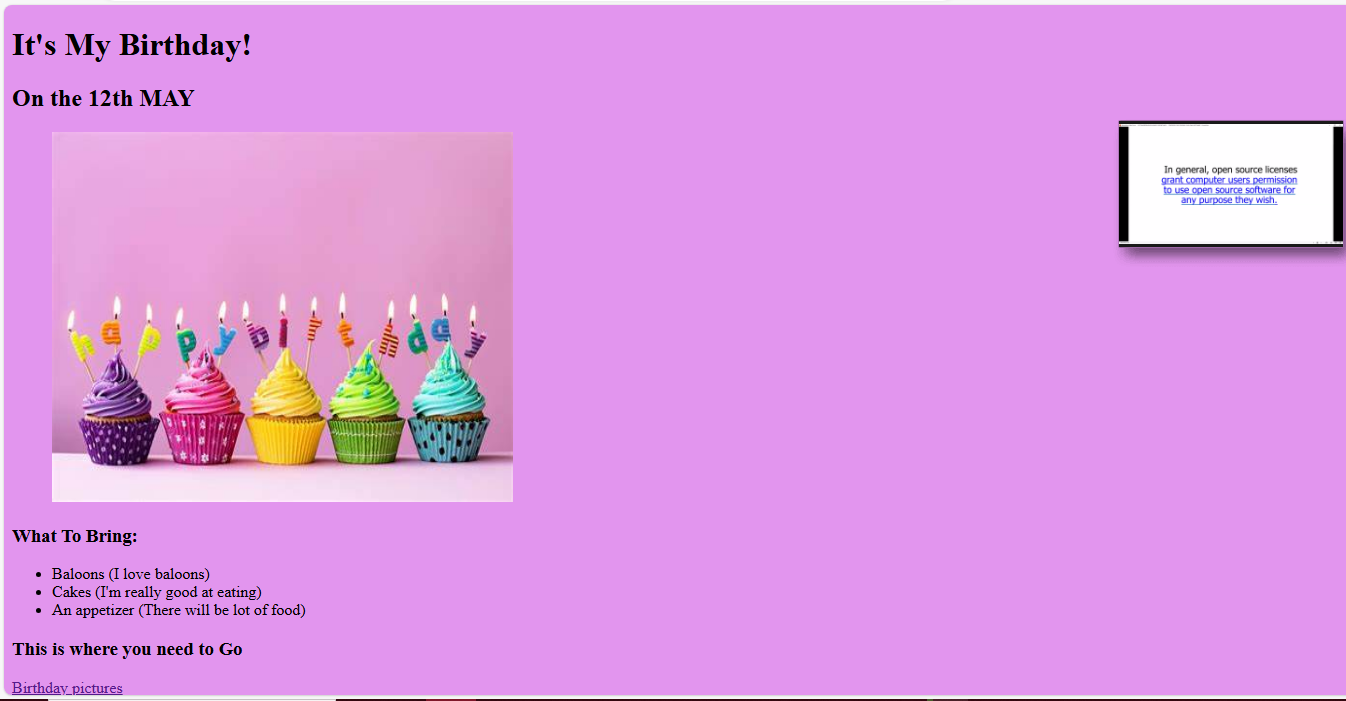 It's My Birthday!
On the 12th MAY
In general, open source licenses
grant computer users permission
to use open source software for
any purpose they wish.
happy birthday
What To Bring:
Baloons (I love baloons)
Cakes (I'm really good at eating)
An appetizer (There will be lot of food)
This is where you need to Go
Birthday pictures